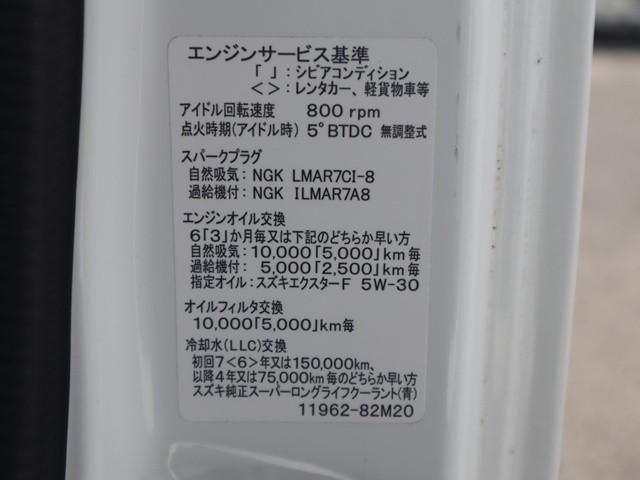 エンジンサービス基準
「 」:シビアコンディション
< >:レンタカー、軽貨物車等
アイドル回転速度 800 rpm
点火時期(アイドル時) 5°BTDC 無調整式
スパークプラグ
自然吸気:NGK LMAR7CI-8
過給機付:NGK ILMAR7A8
エンジンオイル交換
6「3」か月毎又は下記のどちらか早い方
自然吸気:10,000「5,000」km毎
過給機付: 5,000「2,500」km毎
指定オイル:スズキエクスターF 5W-30
オイルフィルタ交換
10,000「5,000」km毎
冷却水(LLC)交換
初回7<6>年又は150,000km、
以降4年又は75,000km毎のどちらか早い方
スズキ純正スーパーロングライフクーラント(青)
11962-82M20